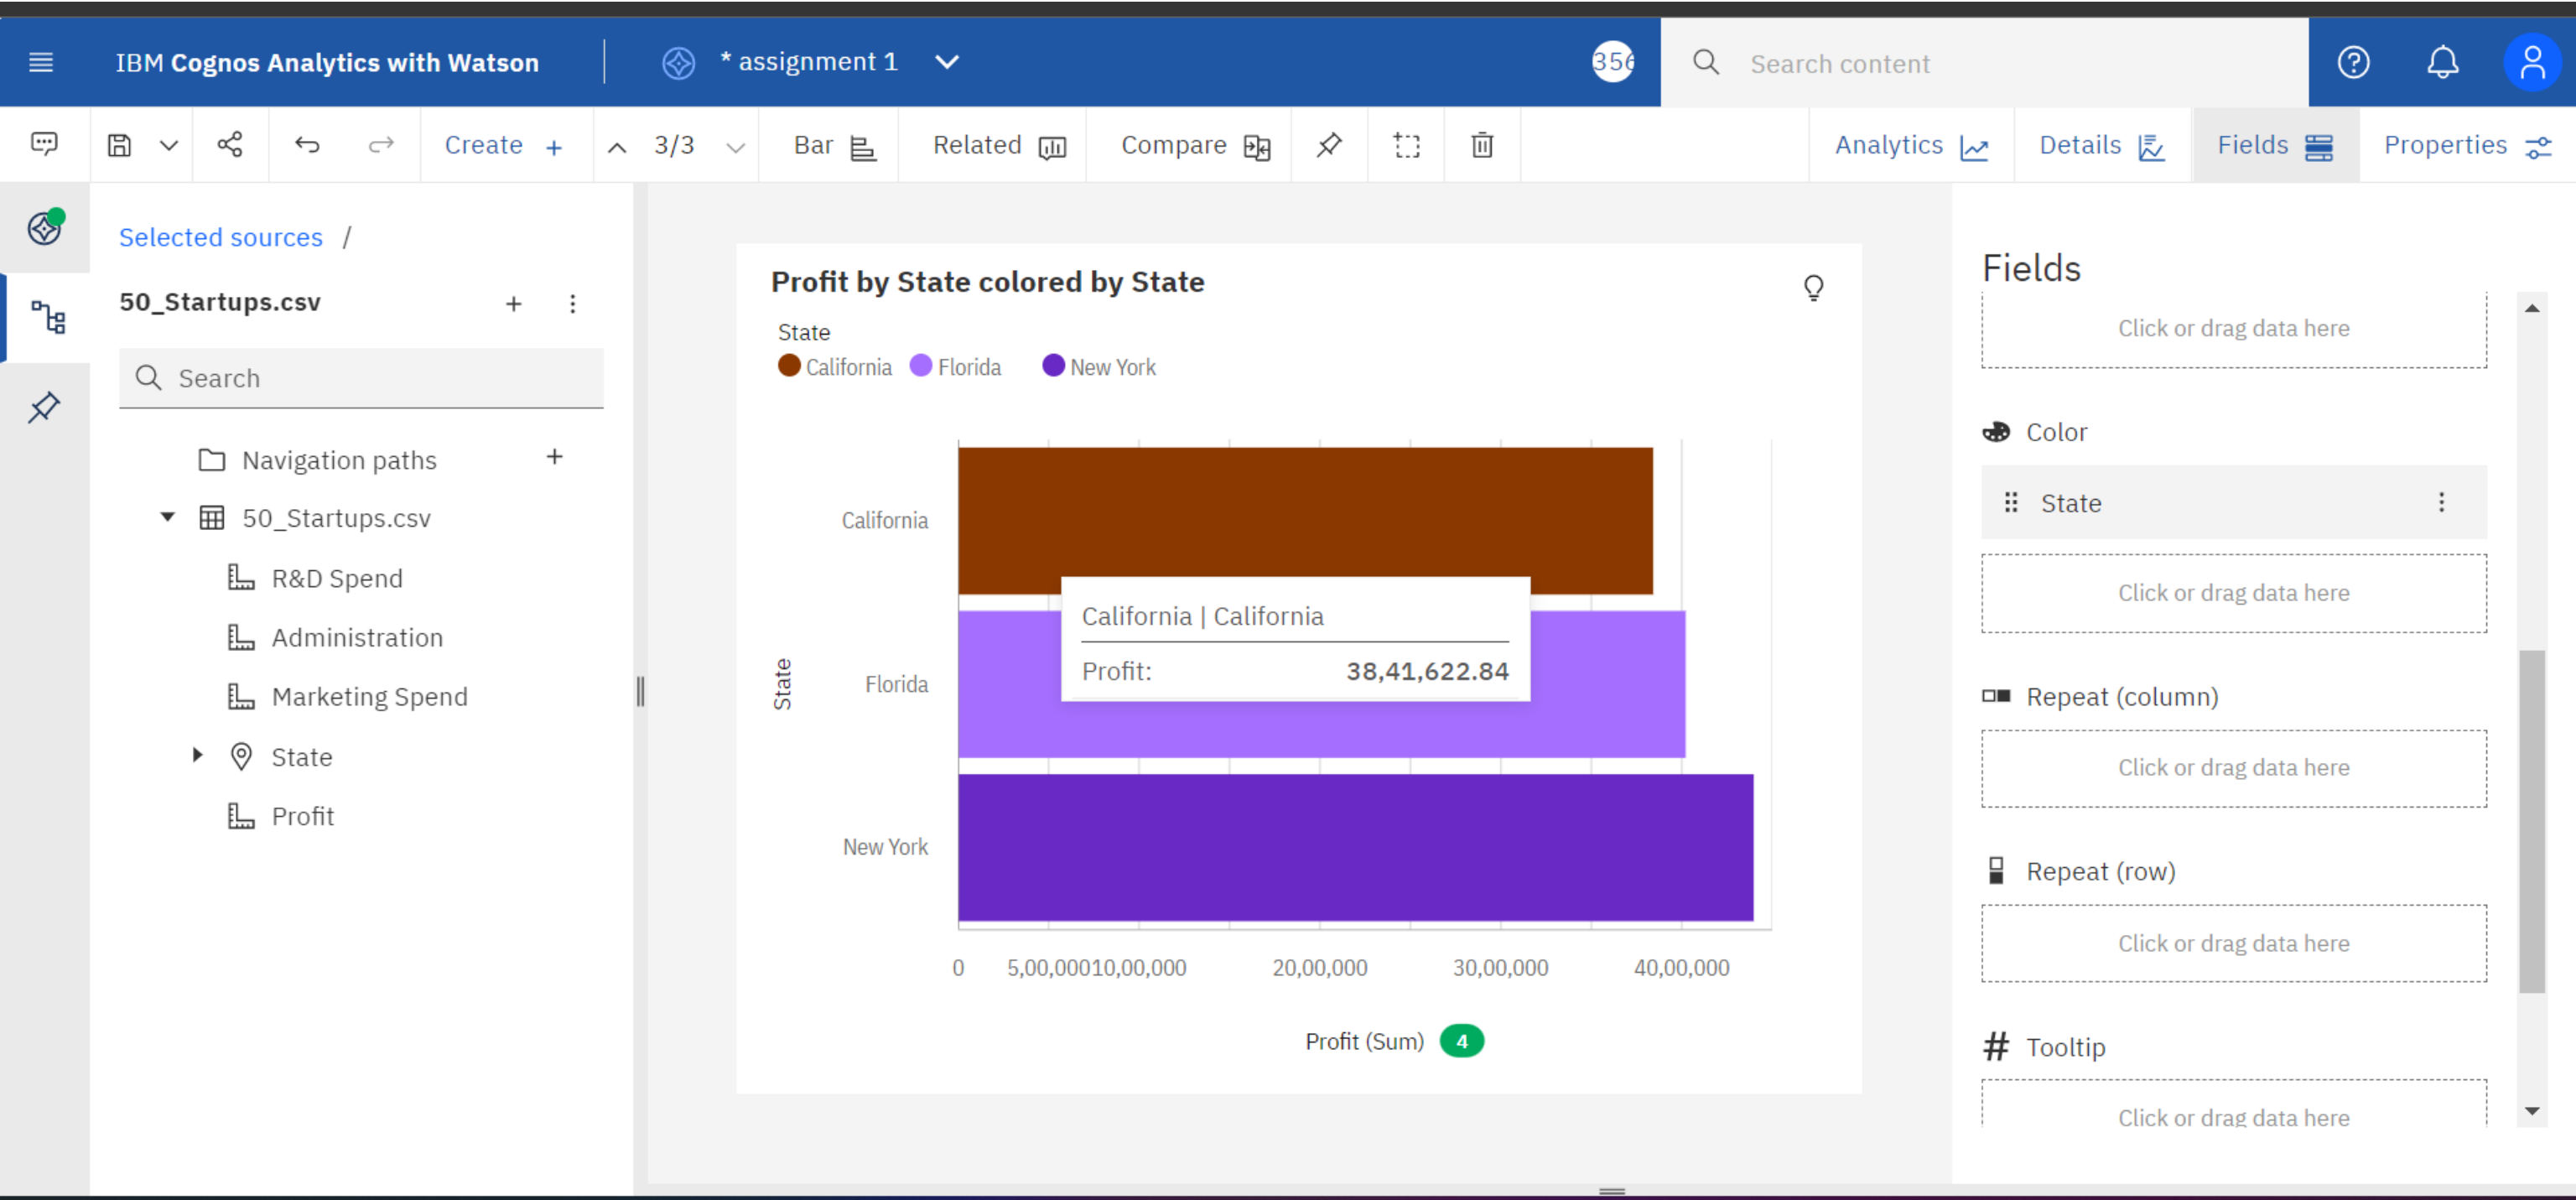 IBM Cognos Analytics with Watson
* assignment 1
356
Search content
Create +
3/3
Bar
Related
Compare
Analytics
Details
Fields
Properties
Selected sources /
50_Startups.csv
Search
Navigation paths
50_Startups.csv
R&D Spend
Administration
Marketing Spend
State
Profit
Profit by State colored by State
State
California
Florida
New York
California
Florida
New York
State
California | California
Profit: 38,41,622.84
0 5,00,000 10,00,000 20,00,000 30,00,000 40,00,000
Profit (Sum) 4
Fields
Click or drag data here
Color
State
Click or drag data here
Repeat (column)
Click or drag data here
Repeat (row)
Click or drag data here
# Tooltip
Click or drag data here